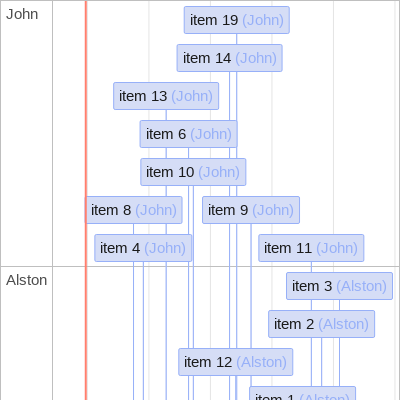 John
item 19 (John)
item 14 (John)
item 13 (John)
item 6 (John)
item 10 (John)
item 8 (John) item 9 (John)
item 4 (John) item 11 (John)
Alston
item 3 (Alston)
item 2 (Alston)
item 12 (Alston)
item 1 (Alston)